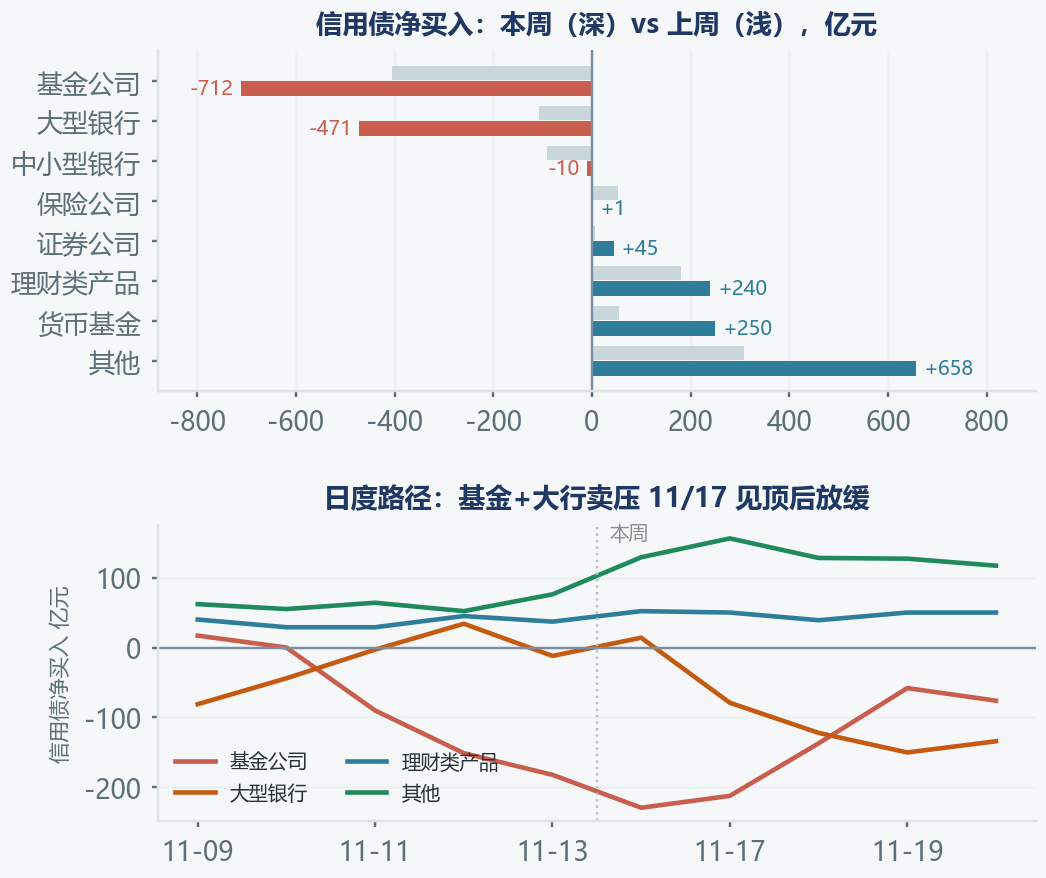 信用债净买入：本周（深）vs 上周（浅），亿元
基金公司
-712
大型银行
-471
中小型银行
-10
保险公司
+1
证券公司
+45
理财类产品
+240
货币基金
+250
其他
+658
-800 -600 -400 -200 0 200 400 600 800
日度路径：基金+大行卖压 11/17 见顶后放缓
本周
信用债净买入 亿元
100
0
-100
-200
基金公司 理财类产品
大型银行 其他
11-09 11-11 11-13 11-17 11-19